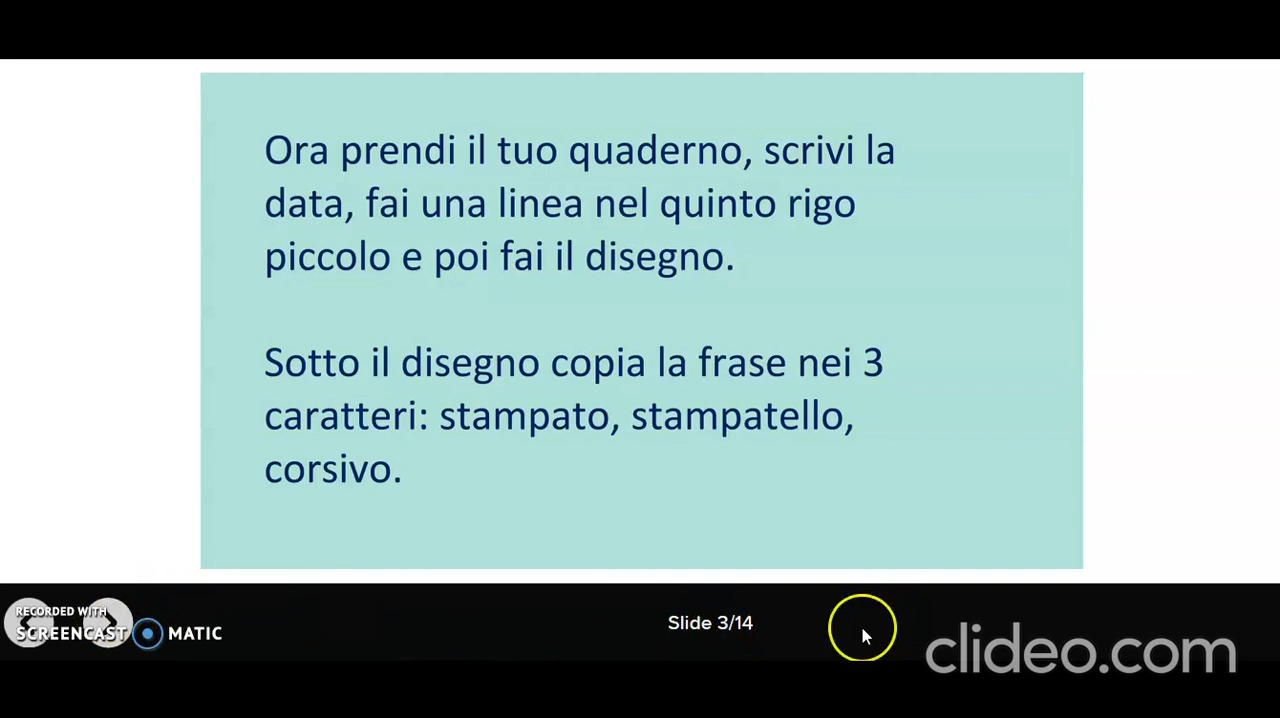 Ora prendi il tuo quaderno, scrivi la
data, fai una linea nel quinto rigo
piccolo e poi fai il disegno.
Sotto il disegno copia la frase nei 3
caratteri: stampato, stampatello,
corsivo.
RECORDED WITH
SCREENCAST MATIC
Slide 3/14
clideo.com